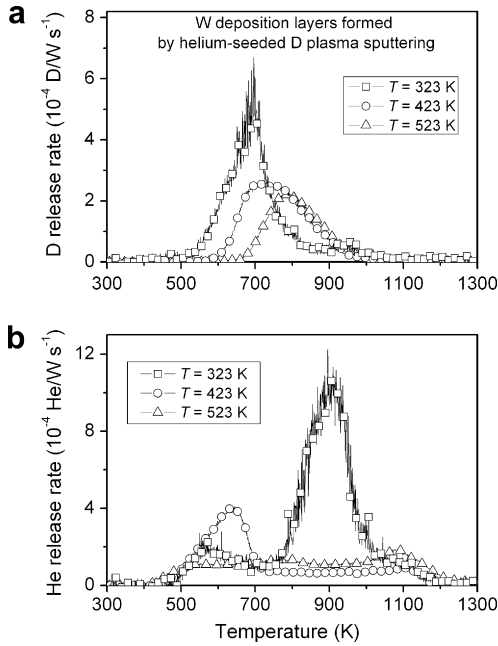 a
W deposition layers formed
by helium-seeded D plasma sputtering
D release rate (10⁻⁴ D/W s⁻¹)
8
6
4
2
0
T = 323 K
T = 423 K
T = 523 K
300 500 700 900 1100 1300
b
He release rate (10⁻⁴ He/W s⁻¹)
12
8
4
0
T = 323 K
T = 423 K
T = 523 K
300 500 700 900 1100 1300
Temperature (K)